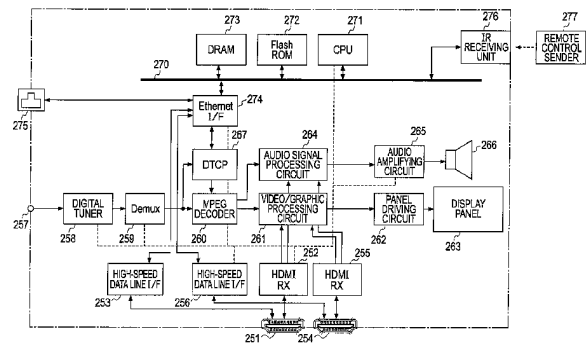 273
272
271
276
277
DRAM
Flash
ROM
CPU
IR
RECEIVING
UNIT
REMOTE
CONTROL
SENDER
270
Ethernet
I/F
274
275
267
264
265
DTCP
AUDIO SIGNAL
PROCESSING
CIRCUIT
AUDIO
AMPLIFYING
CIRCUIT
266
DIGITAL
TUNER
Demux
MPEG
DECODER
VIDEO/GRAPHIC
PROCESSING
CIRCUIT
PANEL
DRIVING
CIRCUIT
DISPLAY
PANEL
257
258
259
260
261
252
255
262
263
HIGH-SPEED
DATA LINE I/F
HIGH-SPEED
DATA LINE I/F
HDMI
RX
HDMI
RX
253
256
251
254